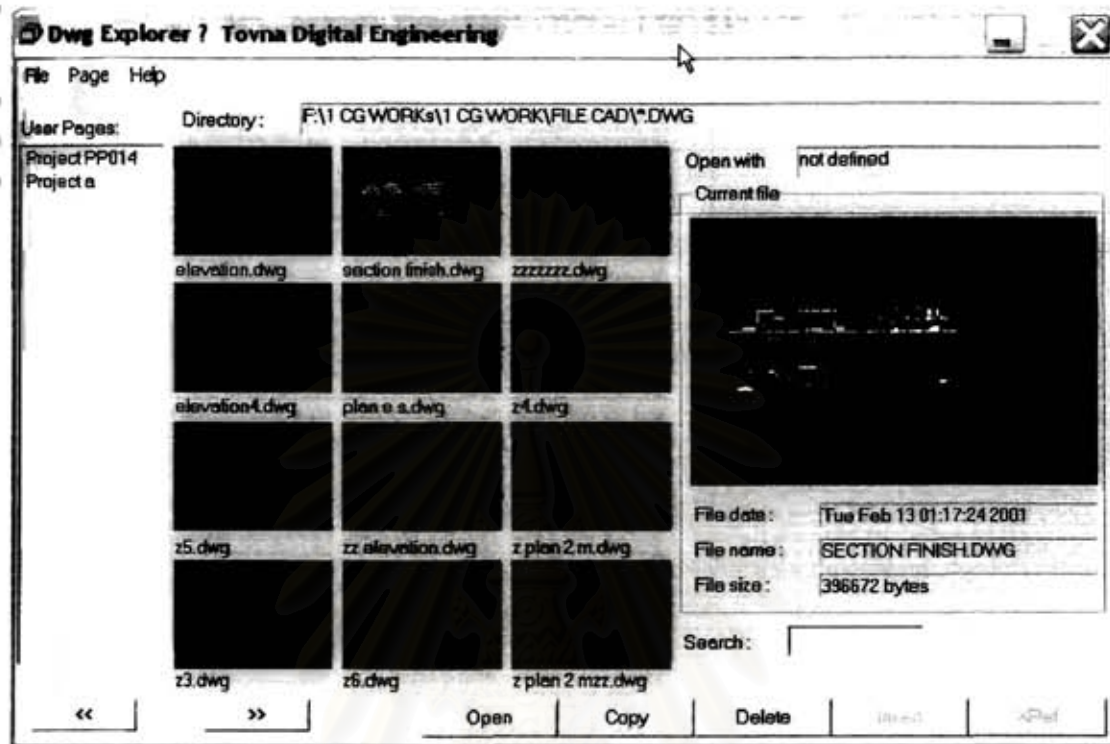 Dwg Explorer ? Tovna Digital Engineering
File Page Help
User Pages:
Directory : F:\1 CG WORKs\1 CG WORK\FILE CAD\*.DWG
Project PP014
Project a
Open with not defined
Current file
elevation.dwg section finish.dwg zzzzzzz.dwg
elevation4.dwg plan e s.dwg z4.dwg
z5.dwg zz elevation.dwg z plan 2 m.dwg
z3.dwg z6.dwg z plan 2 mzz.dwg
File date : Tue Feb 13 01:17:24 2001
File name : SECTION FINISH.DWG
File size : 396672 bytes
Search :
<< >> Open Copy Delete Insert XRef